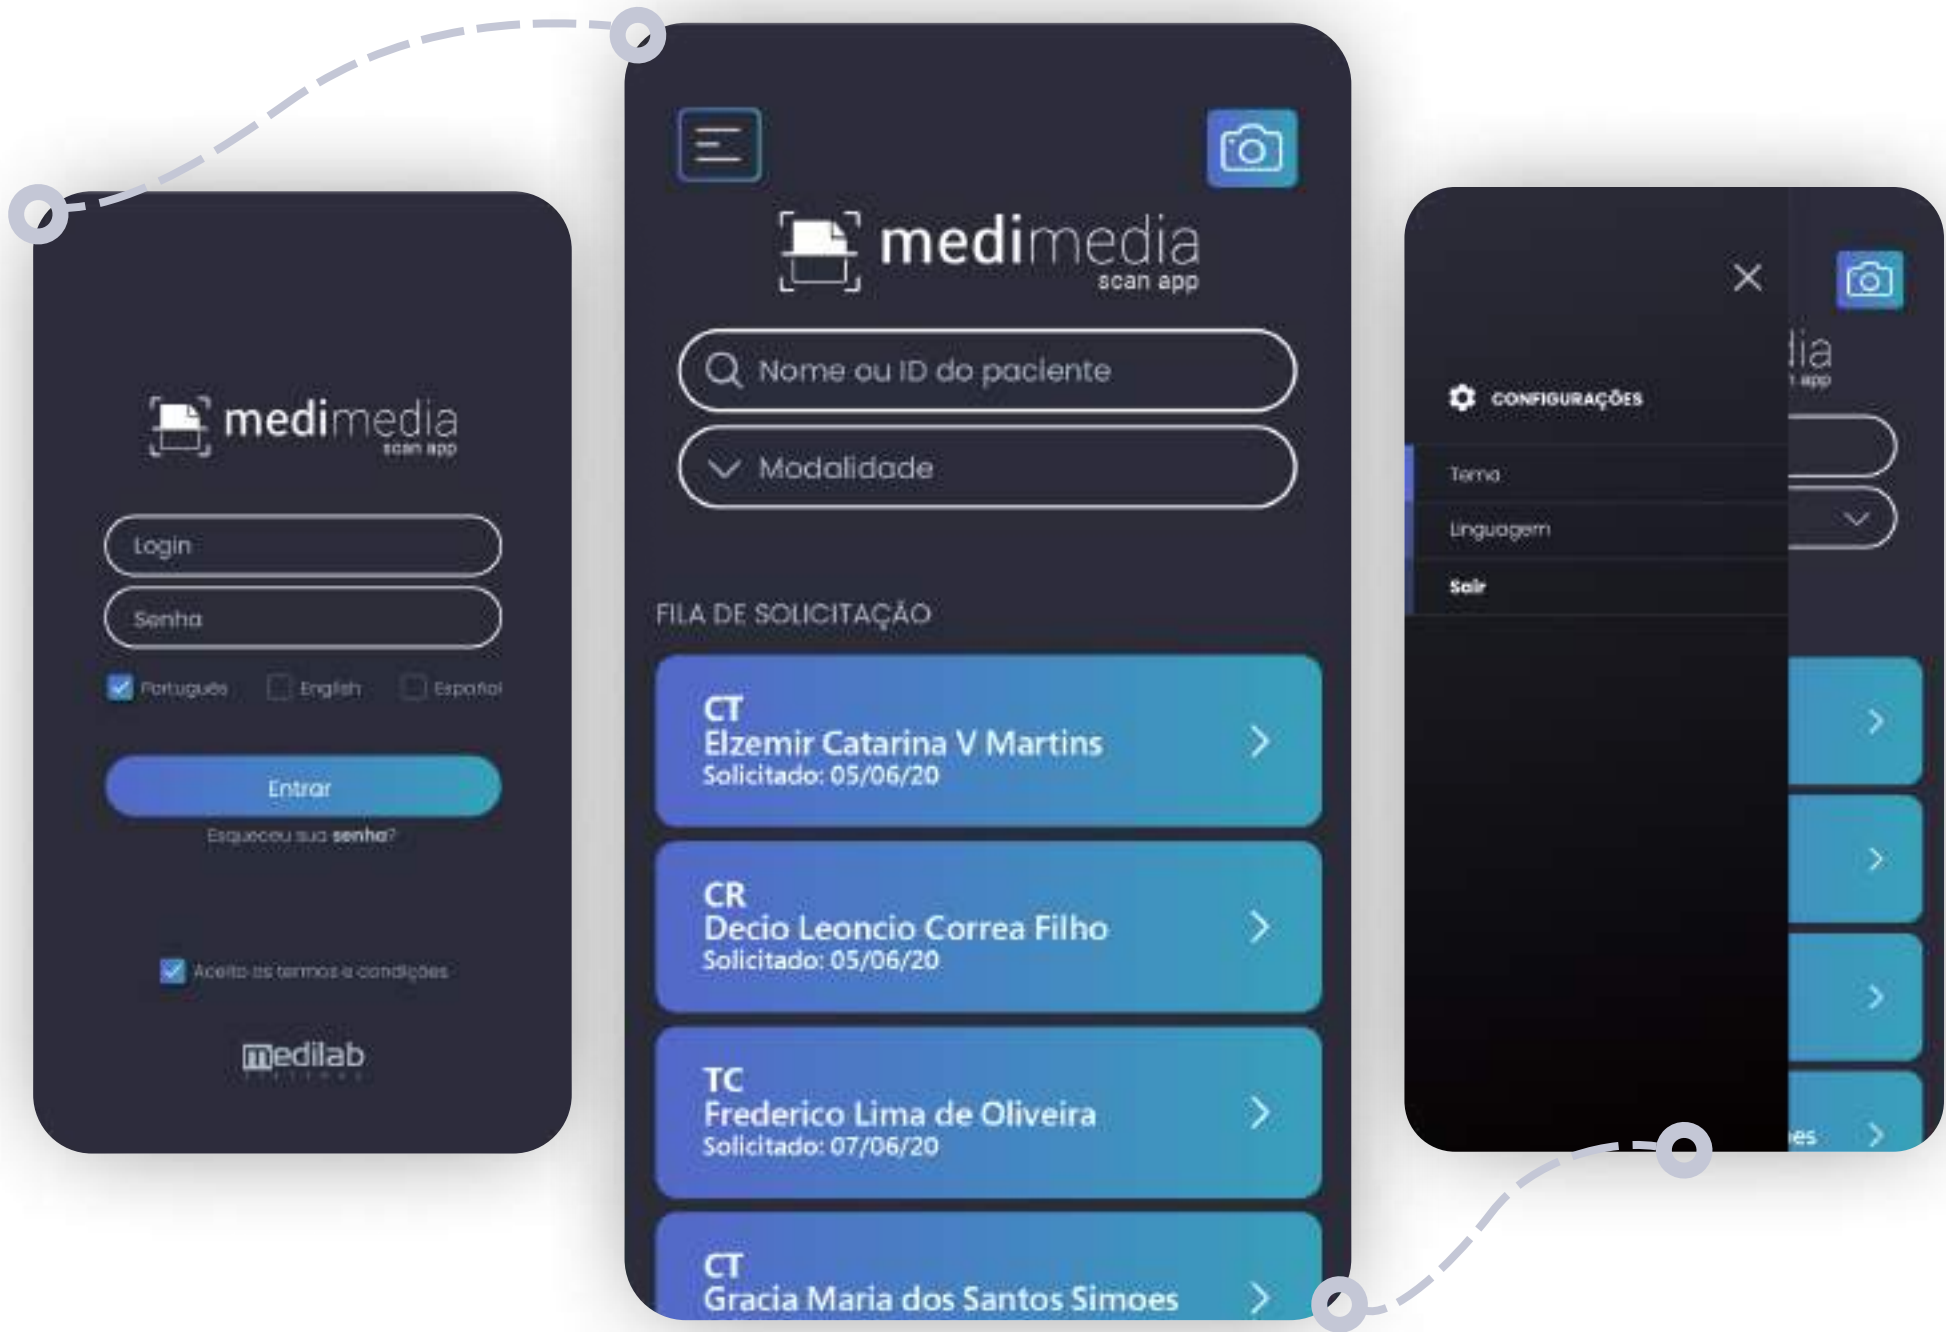 medimedia
scan app
Login
Senha
Português English Español
Entrar
Esqueceu sua senha?
Aceito os termos e condições
medilab
medimedia
scan app
Nome ou ID do paciente
Modalidade
FILA DE SOLICITAÇÃO
CT
Elzemir Catarina V Martins
Solicitado: 05/06/20
CR
Decio Leoncio Correa Filho
Solicitado: 05/06/20
TC
Frederico Lima de Oliveira
Solicitado: 07/06/20
CT
Gracia Maria dos Santos Simoes
dia
app
CONFIGURAÇÕES
Tema
Linguagem
Sair
es